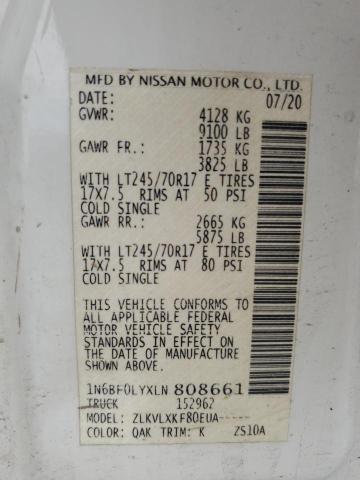 MFD BY NISSAN MOTOR CO., LTD.
DATE: 07/20
GVWR: 4128 KG
9100 LB
GAWR FR.: 1735 KG
3825 LB
WITH LT245/70R17 E TIRES
17X7.5 RIMS AT 50 PSI
COLD SINGLE
GAWR RR.: 2665 KG
5875 LB
WITH LT245/70R17 E TIRES
17X7.5 RIMS AT 80 PSI
COLD SINGLE
THIS VEHICLE CONFORMS TO
ALL APPLICABLE FEDERAL
MOTOR VEHICLE SAFETY
STANDARDS IN EFFECT ON
THE DATE OF MANUFACTURE
SHOWN ABOVE.
1N6BF0LYXLN808661
TRUCK 152962
MODEL: ZLKVLXKF80EUA-----
COLOR: QAK TRIM: K ZS10A